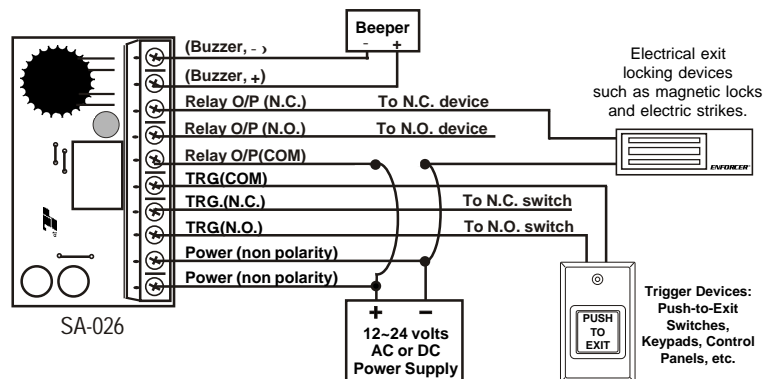 Beeper
- +
(Buzzer, - )
(Buzzer, +)
Relay O/P (N.C.) To N.C. device
Relay O/P (N.O.) To N.O. device
Relay O/P(COM)
TRG(COM)
TRG.(N.C.) To N.C. switch
TRG(N.O.) To N.O. switch
Power (non polarity)
Power (non polarity)
SA-026
+ −
12~24 volts
AC or DC
Power Supply
Electrical exit
locking devices
such as magnetic locks
and electric strikes.
ENFORCER®
PUSH
TO
EXIT
Trigger Devices:
Push-to-Exit
Switches,
Keypads, Control
Panels, etc.